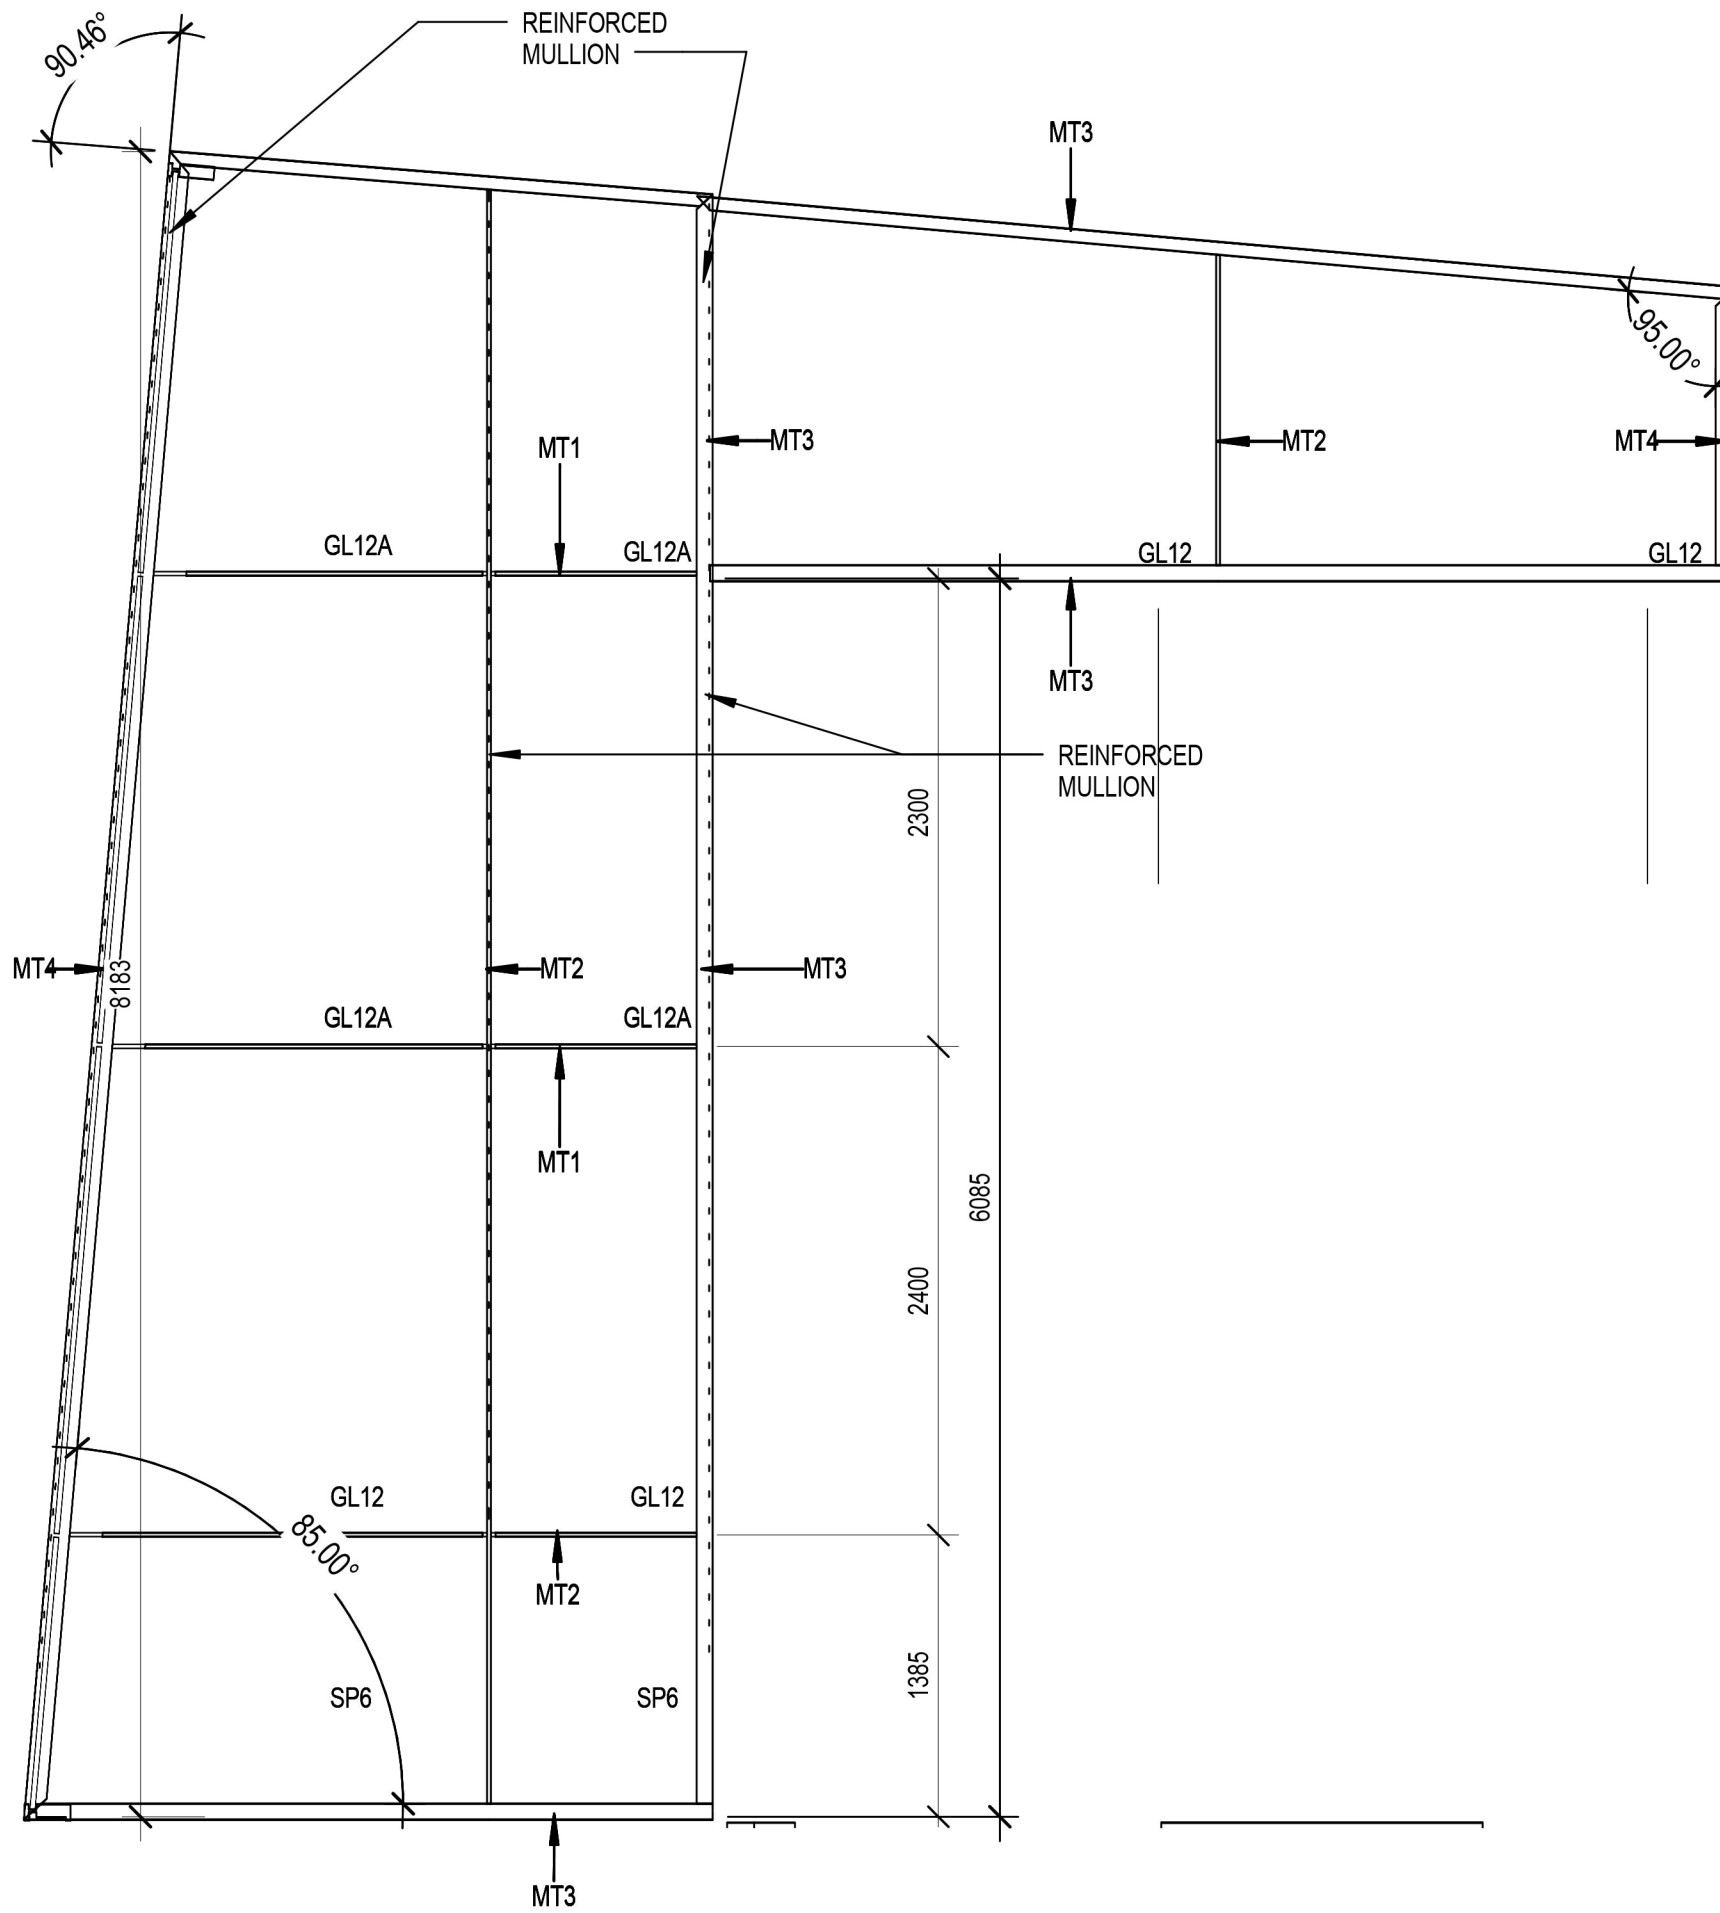 REINFORCED
MULLION
90.46°
MT3
95.00°
MT1
MT3
MT2
MT4
GL12A
GL12A
GL12
GL12
MT3
REINFORCED
MULLION
2300
MT4
8183
MT2
MT3
GL12A
GL12A
MT1
6085
2400
GL12
GL12
85.00°
MT2
1385
SP6
SP6
MT3